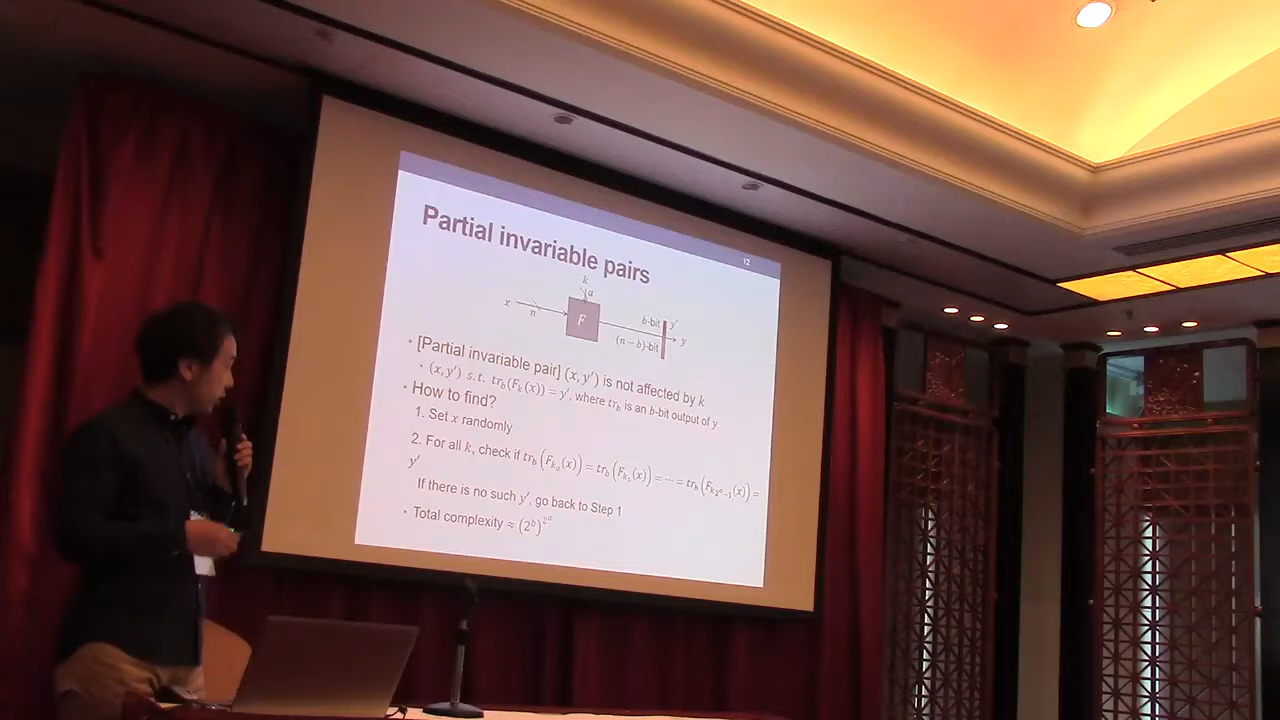 12
Partial invariable pairs
k
a
x
n
F
b-bit
y'
(n − b)-bit
y
• [Partial invariable pair] (x, y') is not affected by k
• (x, y') s.t. tr_b(F_k(x)) = y', where tr_b is an b-bit output of y
• How to find?
1. Set x randomly
2. For all k, check if tr_b(F_{k_0}(x)) = tr_b(F_{k_1}(x)) = ⋯ = tr_b(F_{k_{2^a−1}}(x)) =
y'
If there is no such y', go back to Step 1
• Total complexity ≈ (2^b)^{2^a}